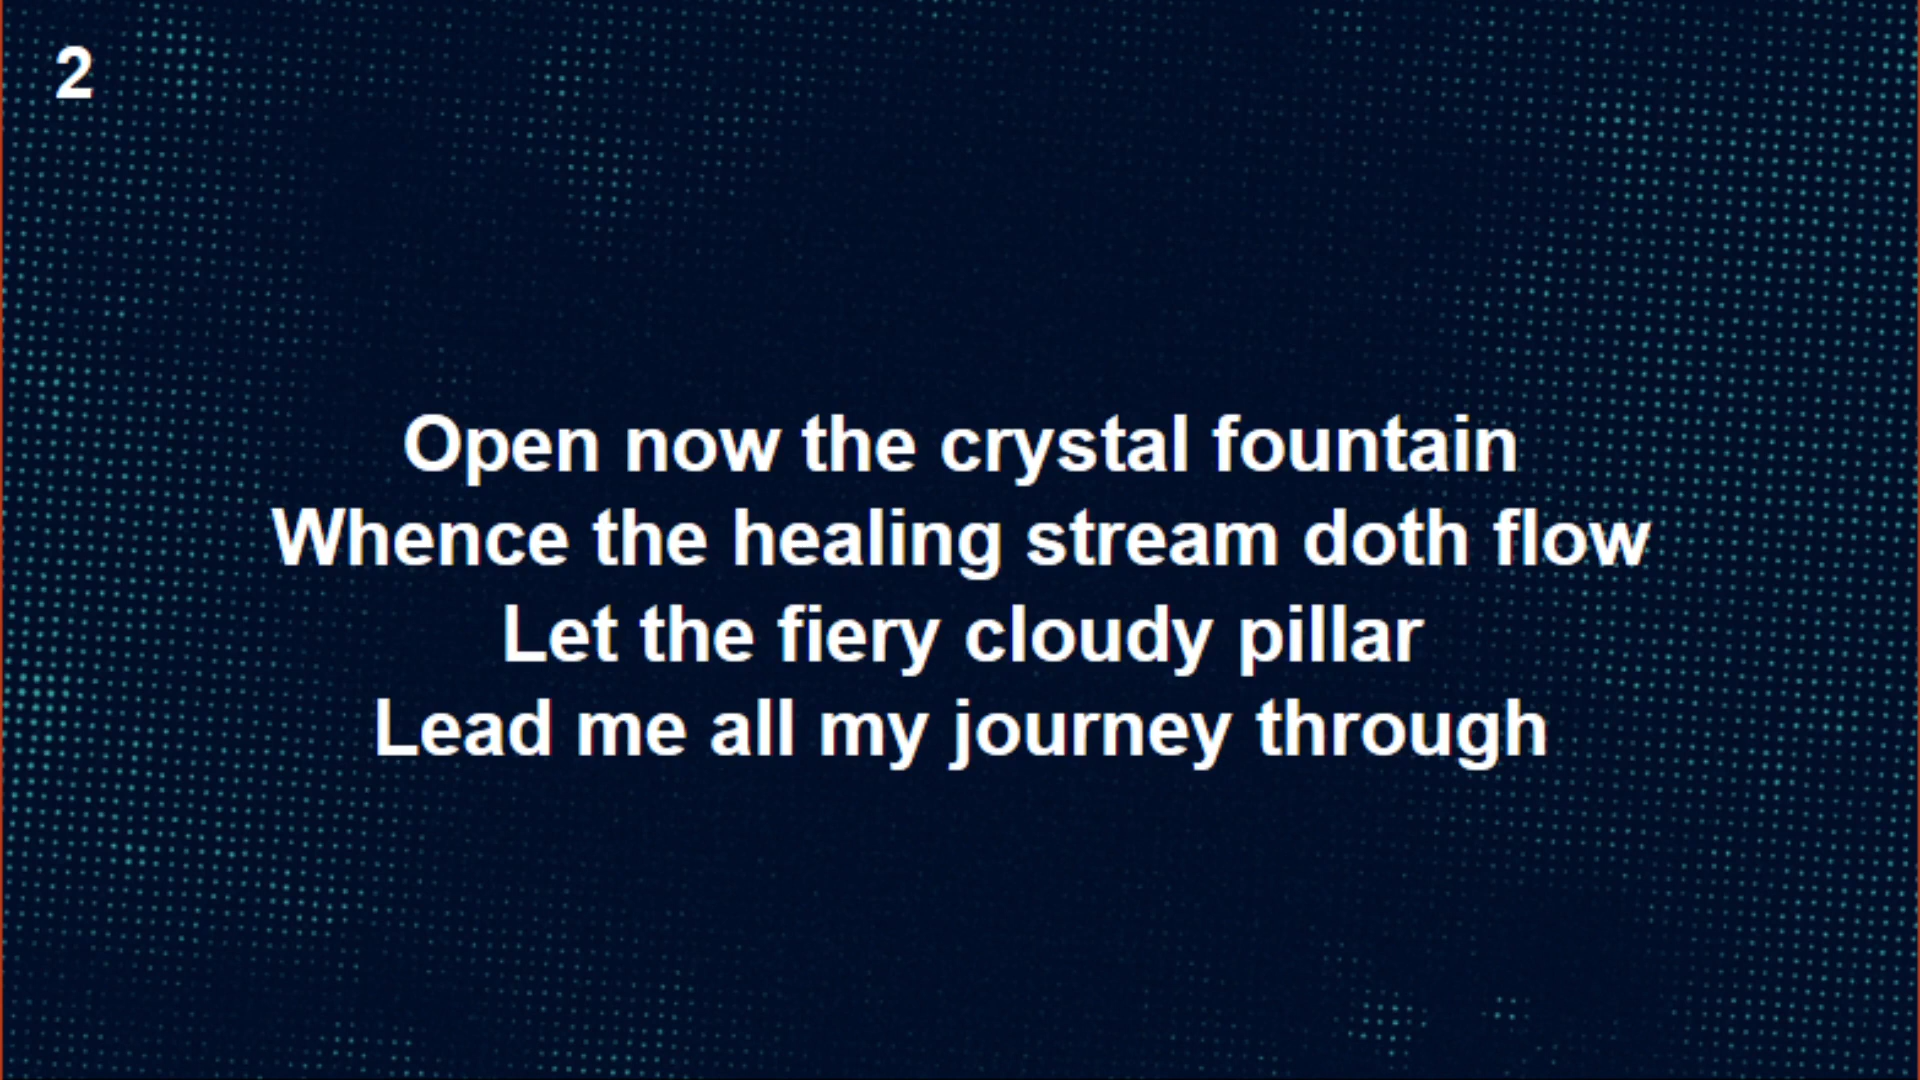 2
Open now the crystal fountain
Whence the healing stream doth flow
Let the fiery cloudy pillar
Lead me all my journey through